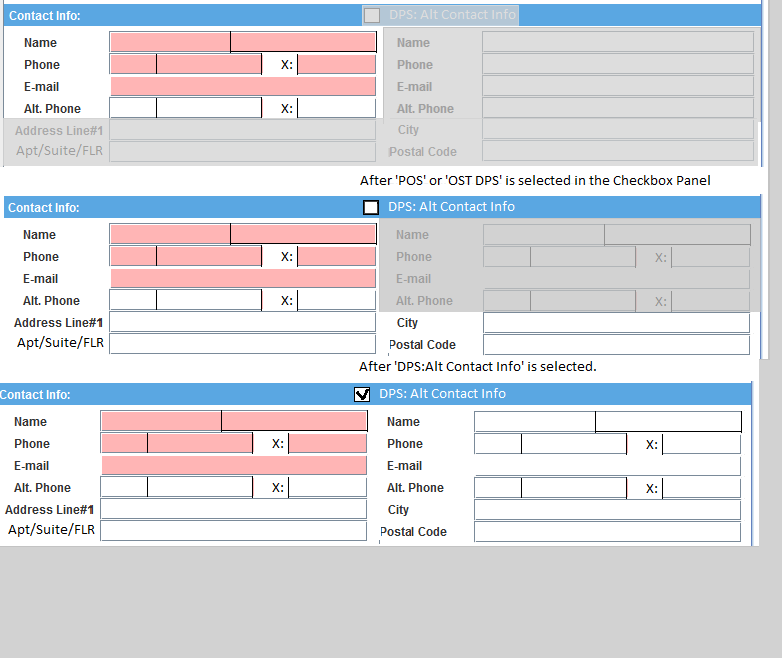 Contact Info: DPS: Alt Contact Info
Name Name
Phone X: Phone
E-mail E-mail
Alt. Phone X: Alt. Phone
Address Line#1 City
Apt/Suite/FLR Postal Code
After 'POS' or 'OST DPS' is selected in the Checkbox Panel
Contact Info: DPS: Alt Contact Info
Name Name
Phone X: Phone X:
E-mail E-mail
Alt. Phone X: Alt. Phone X:
Address Line#1 City
Apt/Suite/FLR Postal Code
After 'DPS:Alt Contact Info' is selected.
Contact Info: DPS: Alt Contact Info
Name Name
Phone X: Phone X:
E-mail E-mail
Alt. Phone X: Alt. Phone X:
Address Line#1 City
Apt/Suite/FLR Postal Code